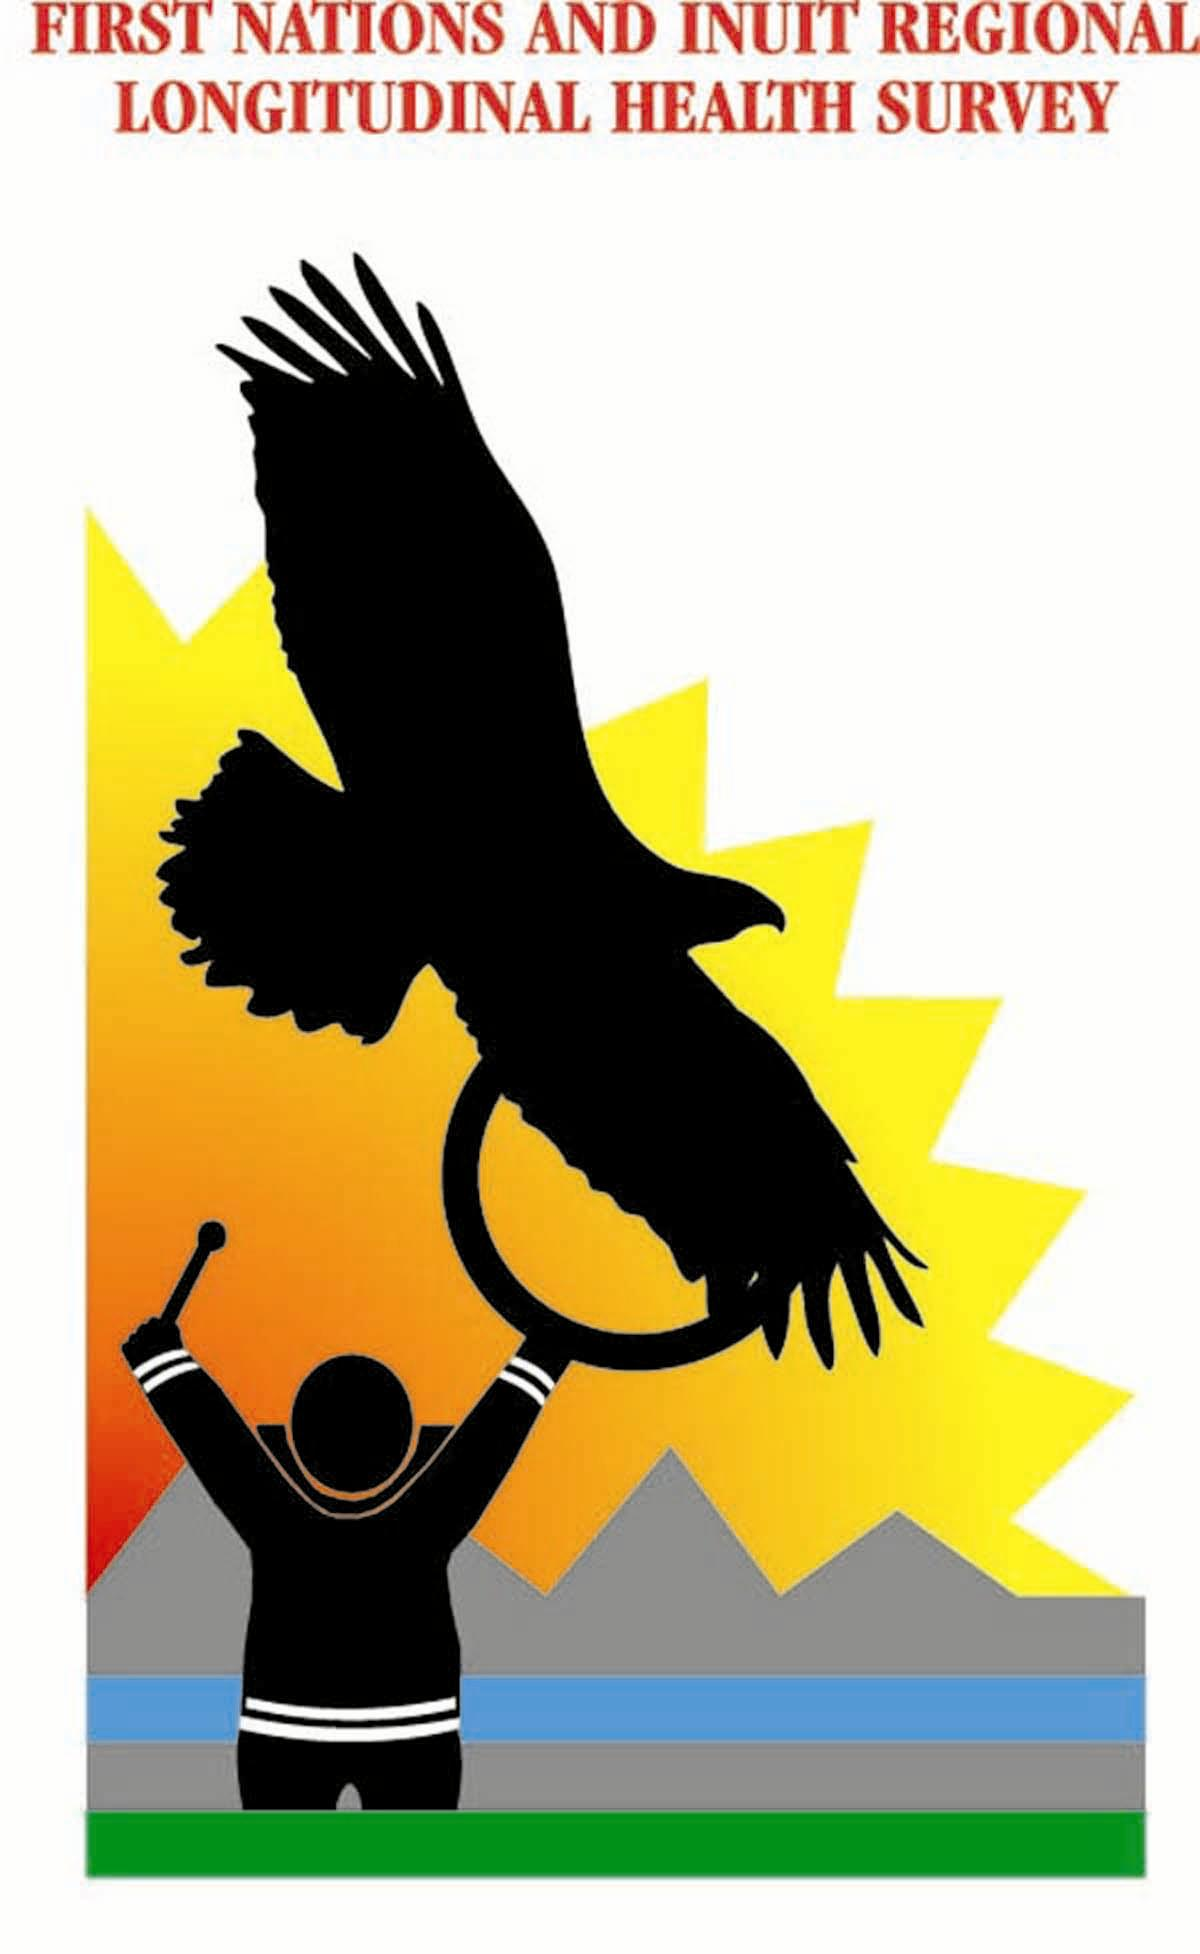 FIRST NATIONS AND INUIT REGIONAL
LONGITUDINAL HEALTH SURVEY